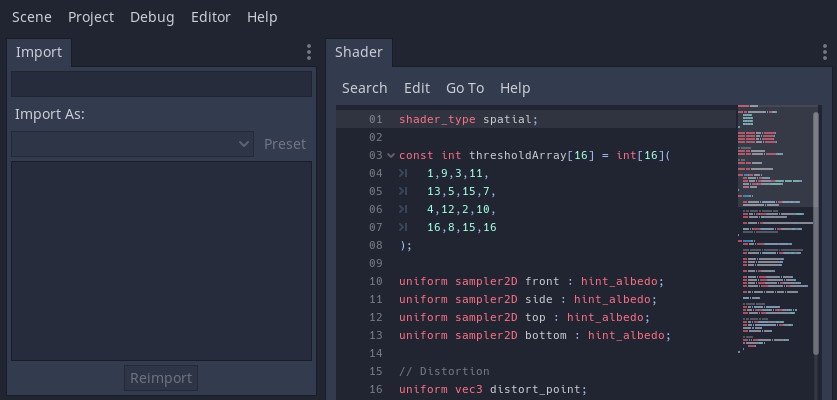 Scene Project Debug Editor Help
Import
Import As:
Preset
Reimport
Shader
Search Edit Go To Help
01 shader_type spatial;
02
03 const int thresholdArray[16] = int[16](
04 1,9,3,11,
05 13,5,15,7,
06 4,12,2,10,
07 16,8,15,16
08 );
09
10 uniform sampler2D front : hint_albedo;
11 uniform sampler2D side : hint_albedo;
12 uniform sampler2D top : hint_albedo;
13 uniform sampler2D bottom : hint_albedo;
14
15 // Distortion
16 uniform vec3 distort_point;